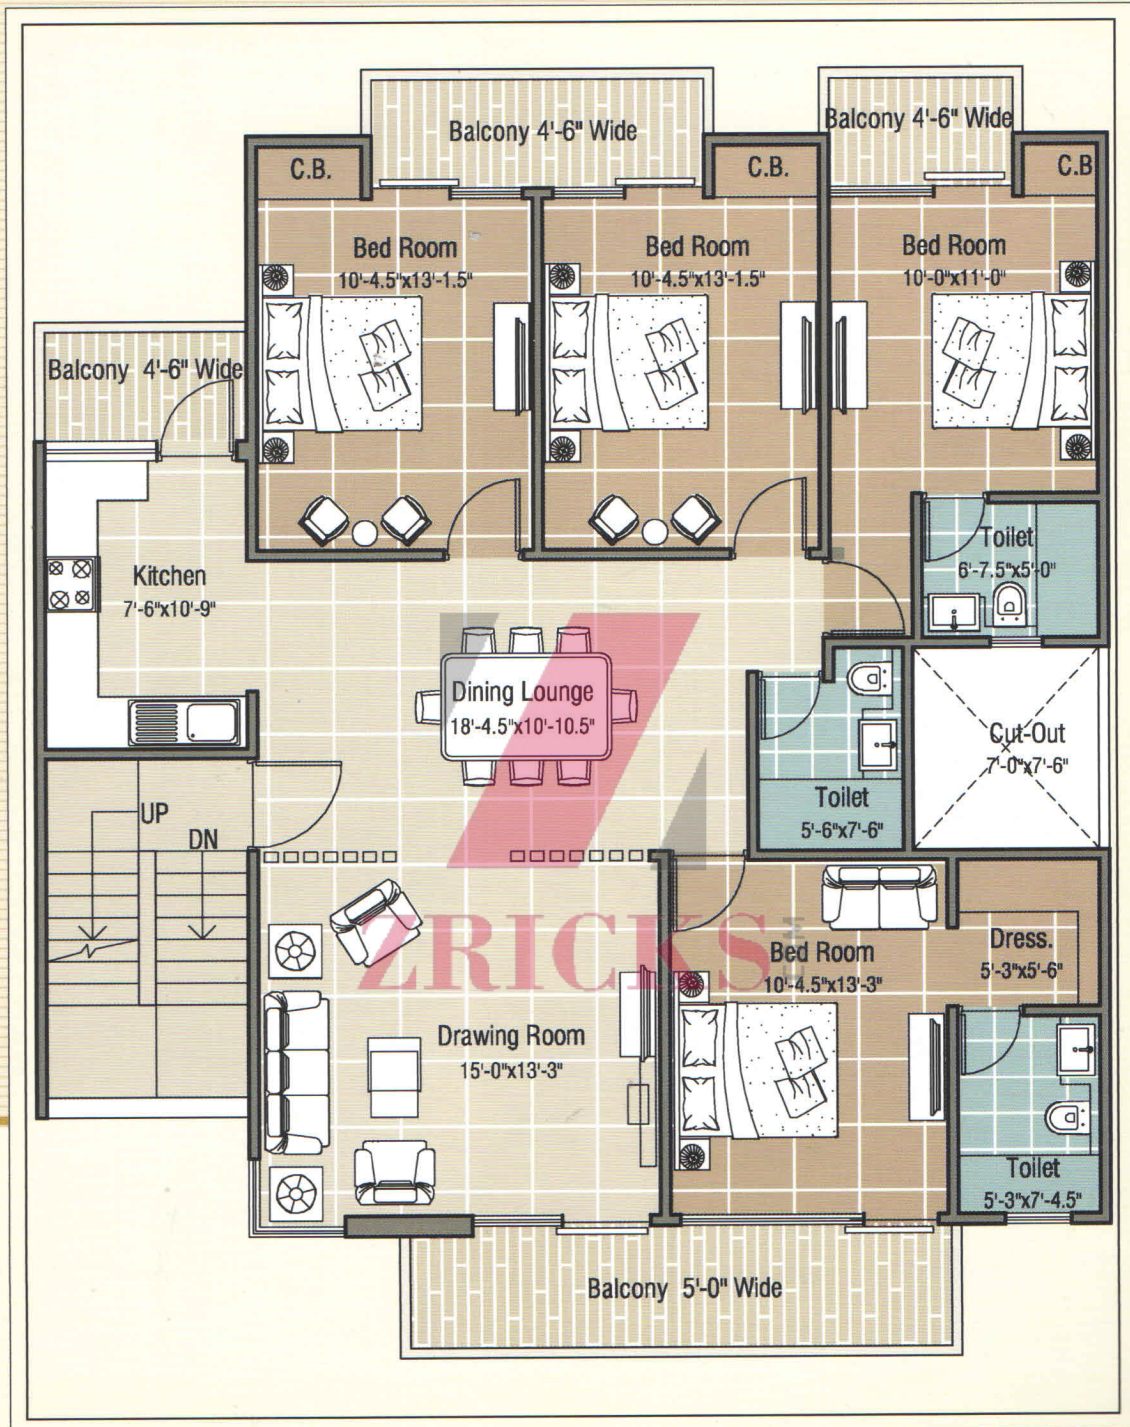 Balcony 4'-6" Wide
Balcony 4'-6" Wide
C.B.
C.B.
C.B
Bed Room
10'-4.5"x13'-1.5"
Bed Room
10'-4.5"x13'-1.5"
Bed Room
10'-0"x11'-0"
Balcony 4'-6" Wide
Kitchen
7'-6"x10'-9"
Toilet
6'-7.5"x5'-0"
Dining Lounge
18'-4.5"x10'-10.5"
Cut-Out
7'-0"x7'-6"
Toilet
5'-6"x7'-6"
UP
DN
ZRICKS
Bed Room
10'-4.5"x13'-3"
Dress.
5'-3"x5'-6"
Drawing Room
15'-0"x13'-3"
Toilet
5'-3"x7'-4.5"
Balcony 5'-0" Wide